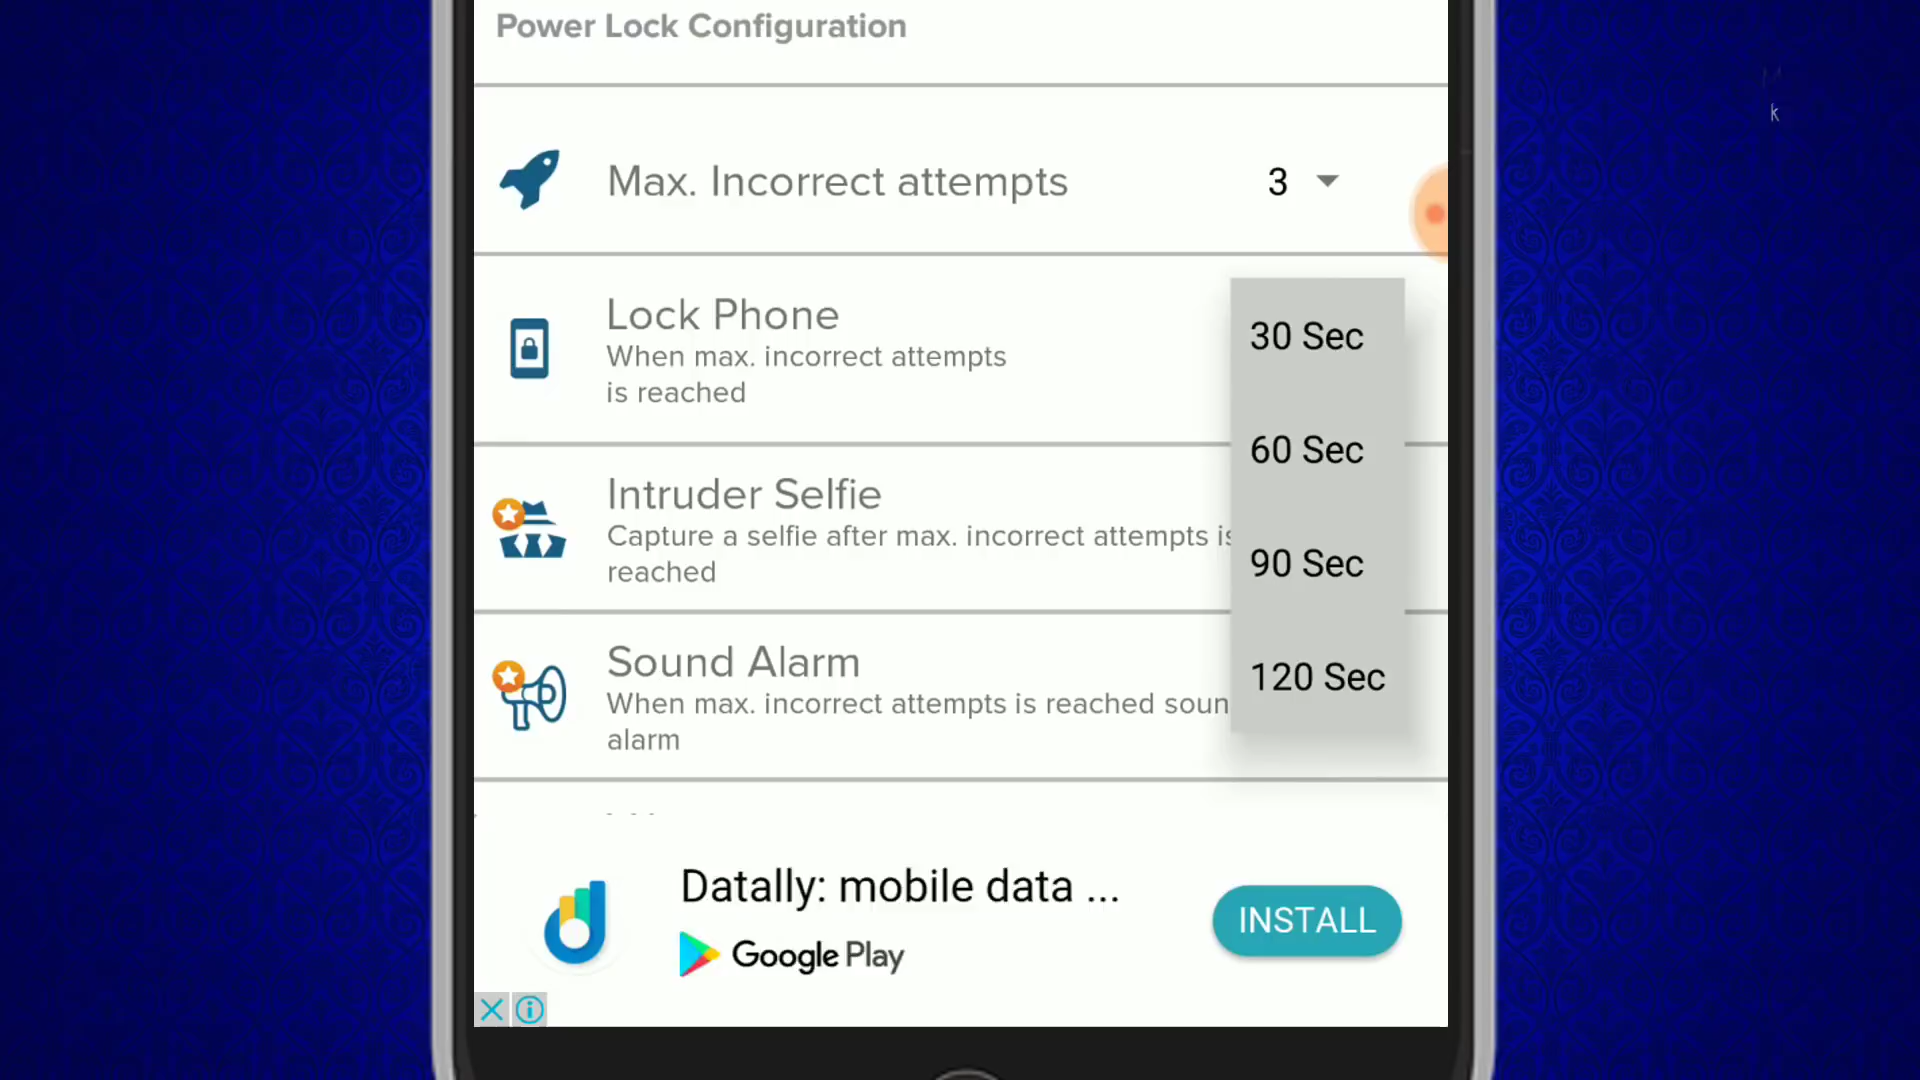 Power Lock Configuration
Max. Incorrect attempts
3
Lock Phone
When max. incorrect attempts
is reached
30 Sec
60 Sec
90 Sec
120 Sec
Intruder Selfie
Capture a selfie after max. incorrect attempts is
reached
Sound Alarm
When max. incorrect attempts is reached soun
alarm
Datally: mobile data ...
Google Play
INSTALL
k